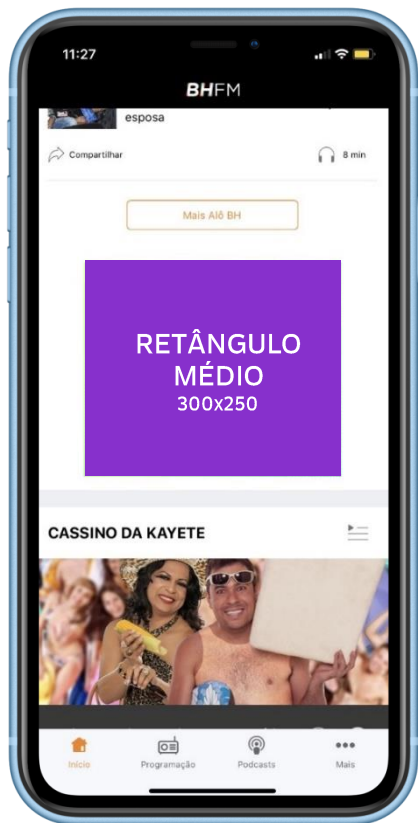 11:27
BHFM
esposa
Compartilhar
8 min
Mais Alô BH
RETÂNGULO
MÉDIO
300x250
CASSINO DA KAYETE
Início
Programação
Podcasts
Mais